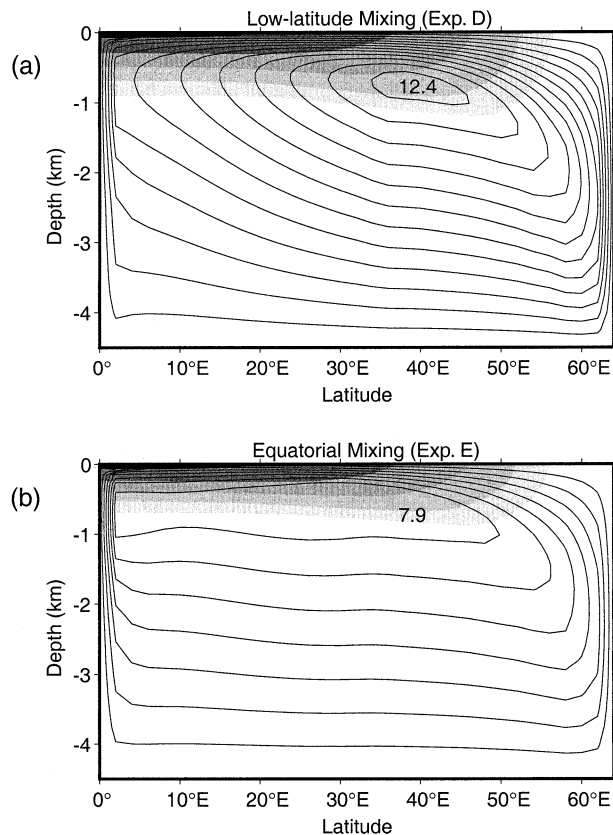 Low-latitude Mixing (Exp. D)
(a)
0
-1
-2
-3
-4
Depth (km)
12.4
0° 10°E 20°E 30°E 40°E 50°E 60°E
Latitude
Equatorial Mixing (Exp. E)
(b)
0
-1
-2
-3
-4
Depth (km)
7.9
0° 10°E 20°E 30°E 40°E 50°E 60°E
Latitude